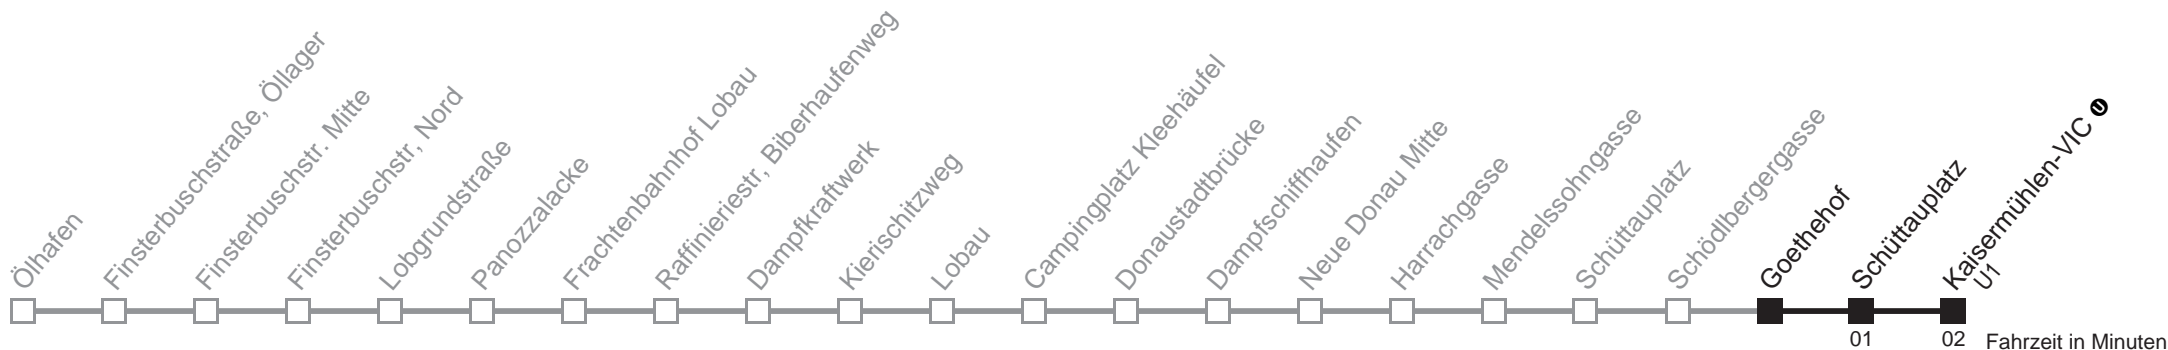 Ölhafen
Finsterbuschstraße, Öllager
Finsterbuschstr. Mitte
Finsterbuschstr, Nord
Lobgrundstraße
Panozzalacke
Frachtenbahnhof Lobau
Raffinieriestr, Biberhaufenweg
Dampfkraftwerk
Kierischitzweg
Lobau
Campingplatz Kleehäufel
Donaustadtbrücke
Dampfschiffhaufen
Neue Donau Mitte
Harrachgasse
Mendelssohngasse
Schüttauplatz
Schödlbergergasse
Goethehof
Schüttauplatz
Kaisermühlen-VIC U
U1
01
02
Fahrzeit in Minuten